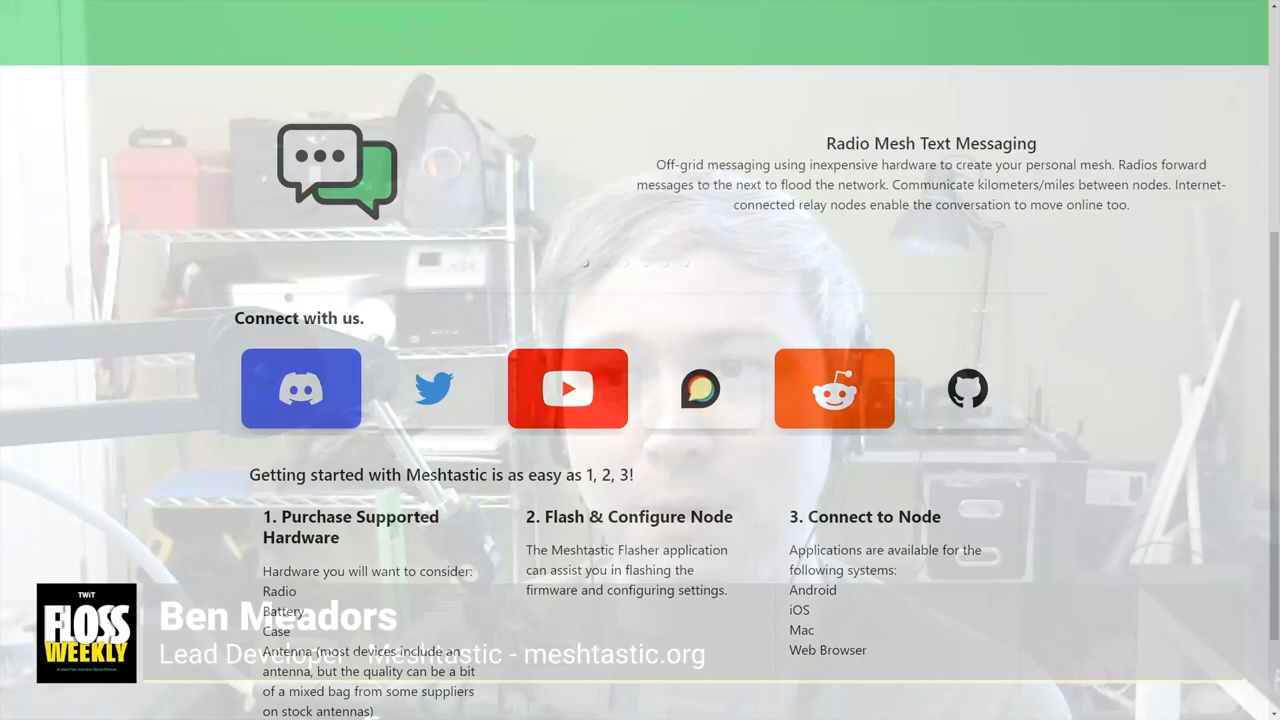 Radio Mesh Text Messaging
Off-grid messaging using inexpensive hardware to create your personal mesh. Radios forward
messages to the next to flood the network. Communicate kilometers/miles between nodes. Internet-
connected relay nodes enable the conversation to move online too.
Connect with us.
Getting started with Meshtastic is as easy as 1, 2, 3!
1. Purchase Supported
Hardware
Hardware you will want to consider:
Radio
Battery
Case
Antenna (most devices include an
antenna, but the quality can be a bit
of a mixed bag from some suppliers
on stock antennas)
2. Flash & Configure Node
The Meshtastic Flasher application
can assist you in flashing the
firmware and configuring settings.
3. Connect to Node
Applications are available for the
following systems:
Android
iOS
Mac
Web Browser
TWiT
FLOSS
WEEKLY
Ben Meadors
Lead Developer - Meshtastic - meshtastic.org